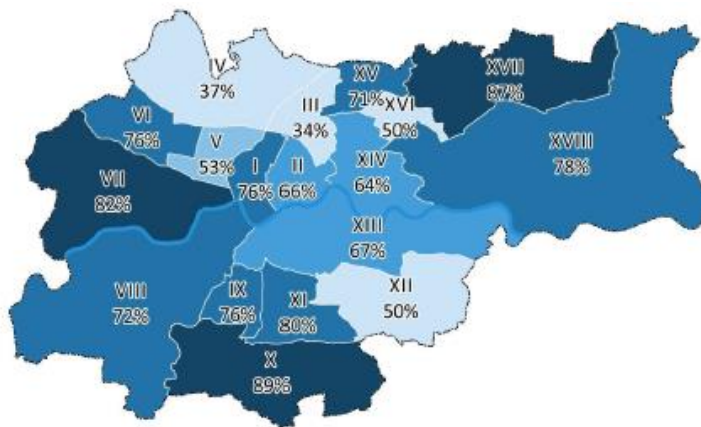 IV
37%
XV
71%
XVII
87%
III
34%
XVI
50%
VI
76%
V
53%
I
76%
II
66%
XIV
64%
XVIII
78%
VII
82%
XIII
67%
VIII
72%
IX
76%
XI
80%
XII
50%
X
89%